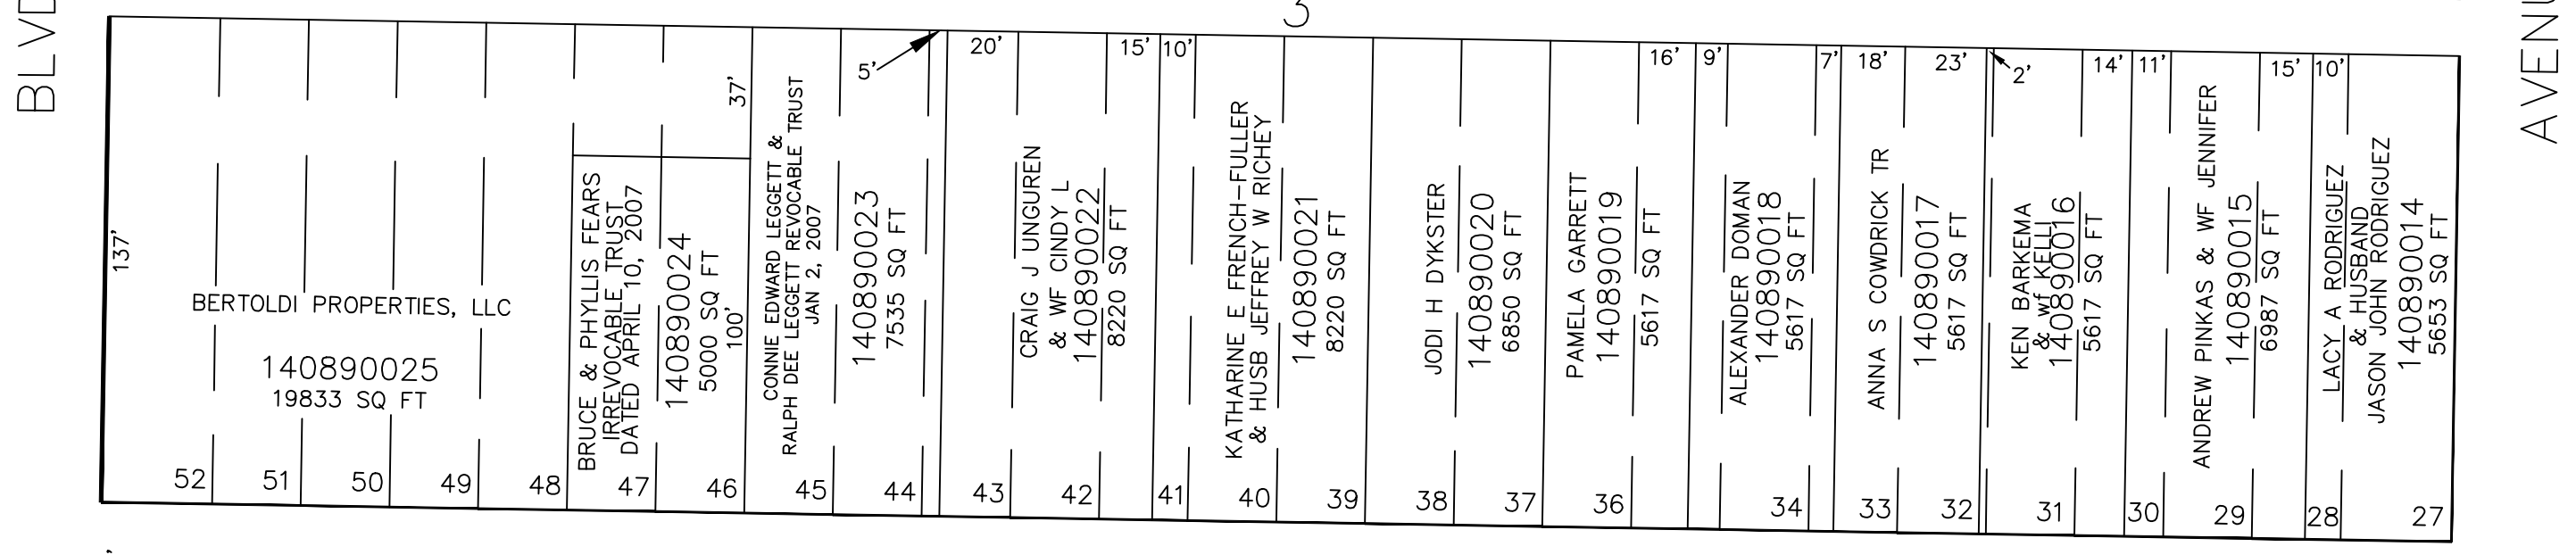 BLVD
3
137'
BERTOLDI PROPERTIES, LLC
140890025
19833 SQ FT
37'
BRUCE & PHYLLIS FEARS
IRREVOCABLE TRUST
DATED APRIL 10, 2007
140890024
5000 SQ FT
100'
CONNIE EDWARD LEGGETT &
RALPH DEE LEGGETT REVOCABLE TRUST
JAN 2, 2007
140890023
7535 SQ FT
5'
20'
CRAIG J UNGUREN
& WF CINDY L
140890022
8220 SQ FT
15'
10'
KATHARINE E FRENCH-FULLER
& HUSB JEFFREY W RICHEY
140890021
8220 SQ FT
JODI H DYKSTER
140890020
6850 SQ FT
PAMELA GARRETT
140890019
5617 SQ FT
16'
9'
ALEXANDER DOMAN
140890018
5617 SQ FT
7'
18'
ANNA S COWDRICK TR
140890017
5617 SQ FT
23'
2'
KEN BARKEMA
& wf KELLI
140890016
5617 SQ FT
14'
11'
ANDREW PINKAS & WF JENNIFER
140890015
6987 SQ FT
15'
10'
LACY A RODRIGUEZ
& HUSBAND
JASON JOHN RODRIGUEZ
140890014
5653 SQ FT
52 51 50 49 48 47 46 45 44 43 42 41 40 39 38 37 36 34 33 32 31 30 29 28 27